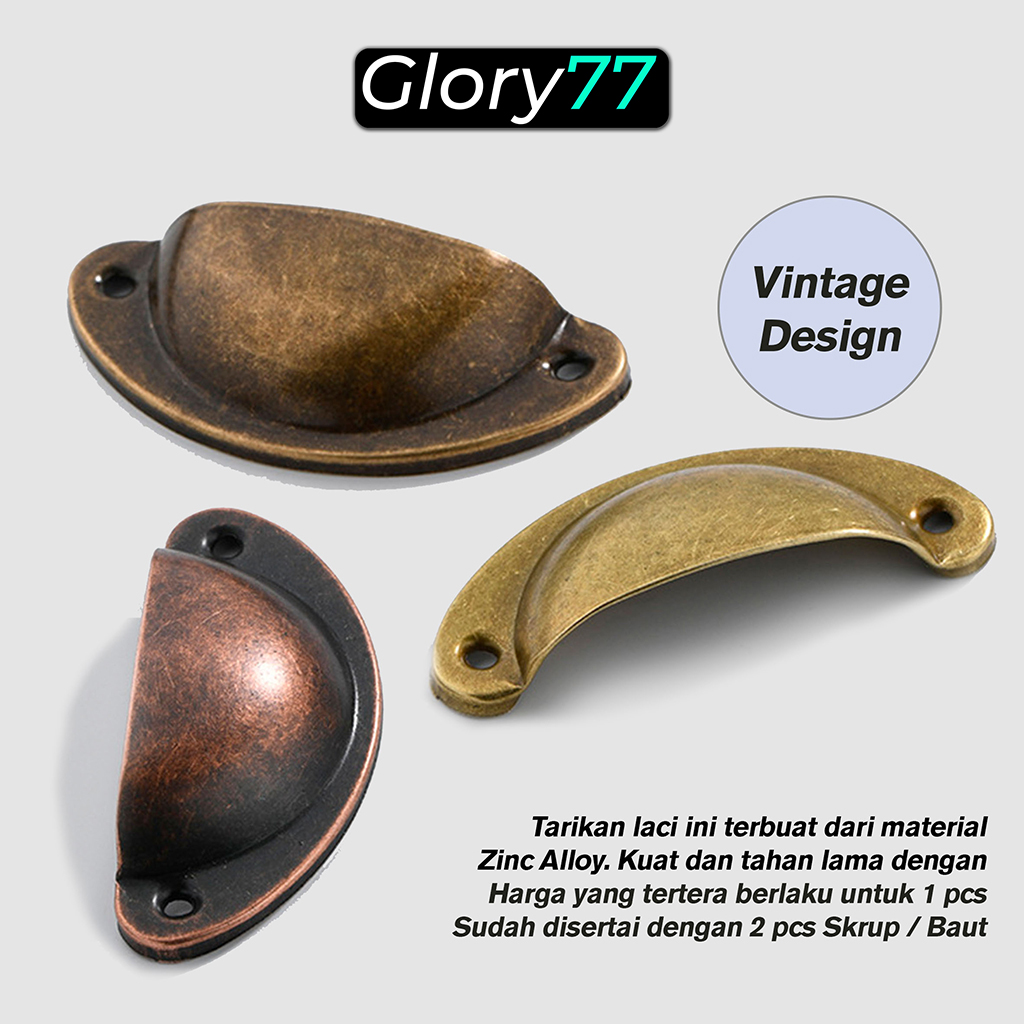 Glory77
Vintage
Design
Tarikan laci ini terbuat dari material
Zinc Alloy. Kuat dan tahan lama dengan
Harga yang tertera berlaku untuk 1 pcs
Sudah disertai dengan 2 pcs Skrup / Baut